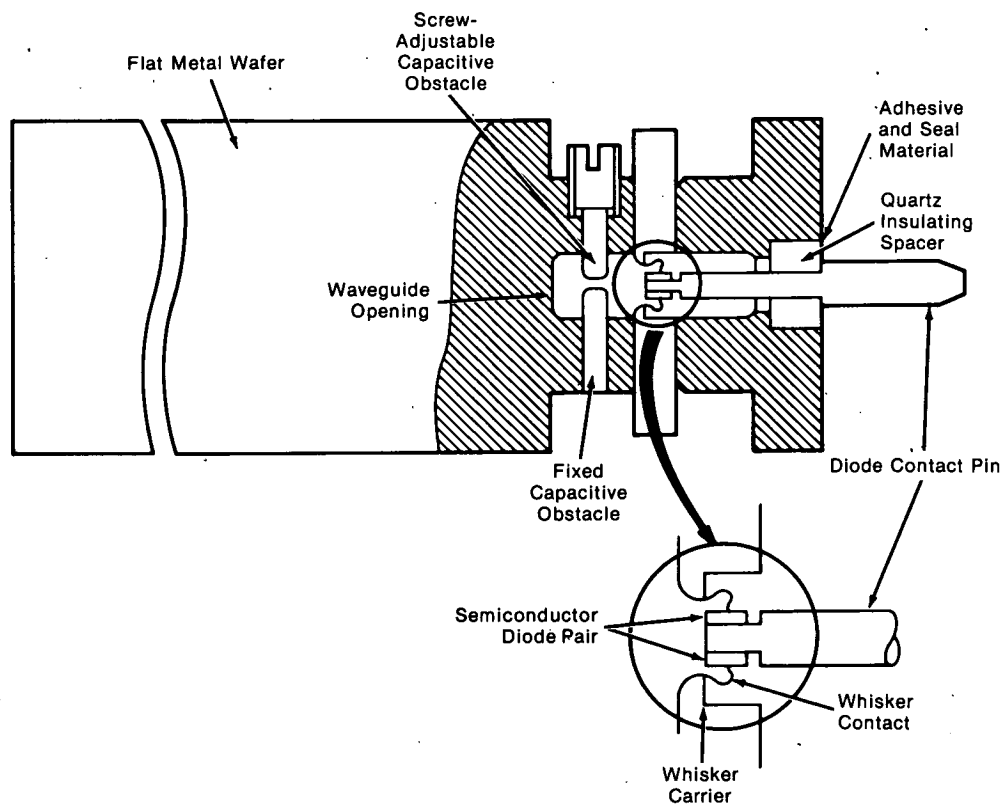 Screw-
Adjustable
Capacitive
Obstacle
Flat Metal Wafer
Adhesive
and Seal
Material
Quartz
Insulating
Spacer
Waveguide
Opening
Fixed
Capacitive
Obstacle
Diode Contact Pin
Semiconductor
Diode Pair
Whisker
Contact
Whisker
Carrier